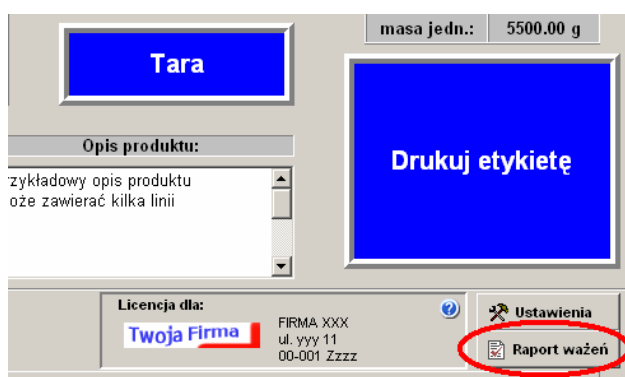 masa jedn.: 5500.00 g
Tara
Drukuj etykietę
Opis produktu:
rzykładowy opis produktu
oże zawierać kilka linii
Licencja dla:
Twoja Firma
FIRMA XXX
ul. yyy 11
00-001 Zzzz
?
Ustawienia
Raport ważeń